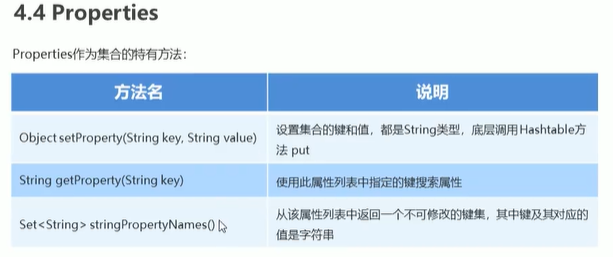 4.4 Properties
Properties作为集合的特有方法：
方法名 说明
Object setProperty(String key, String value) 设置集合的键和值，都是String类型，底层调用Hashtable方
法 put
String getProperty(String key) 使用此属性列表中指定的键搜索属性
Set<String> stringPropertyNames() 从该属性列表中返回一个不可修改的键集，其中键及其对应的
值是字符串